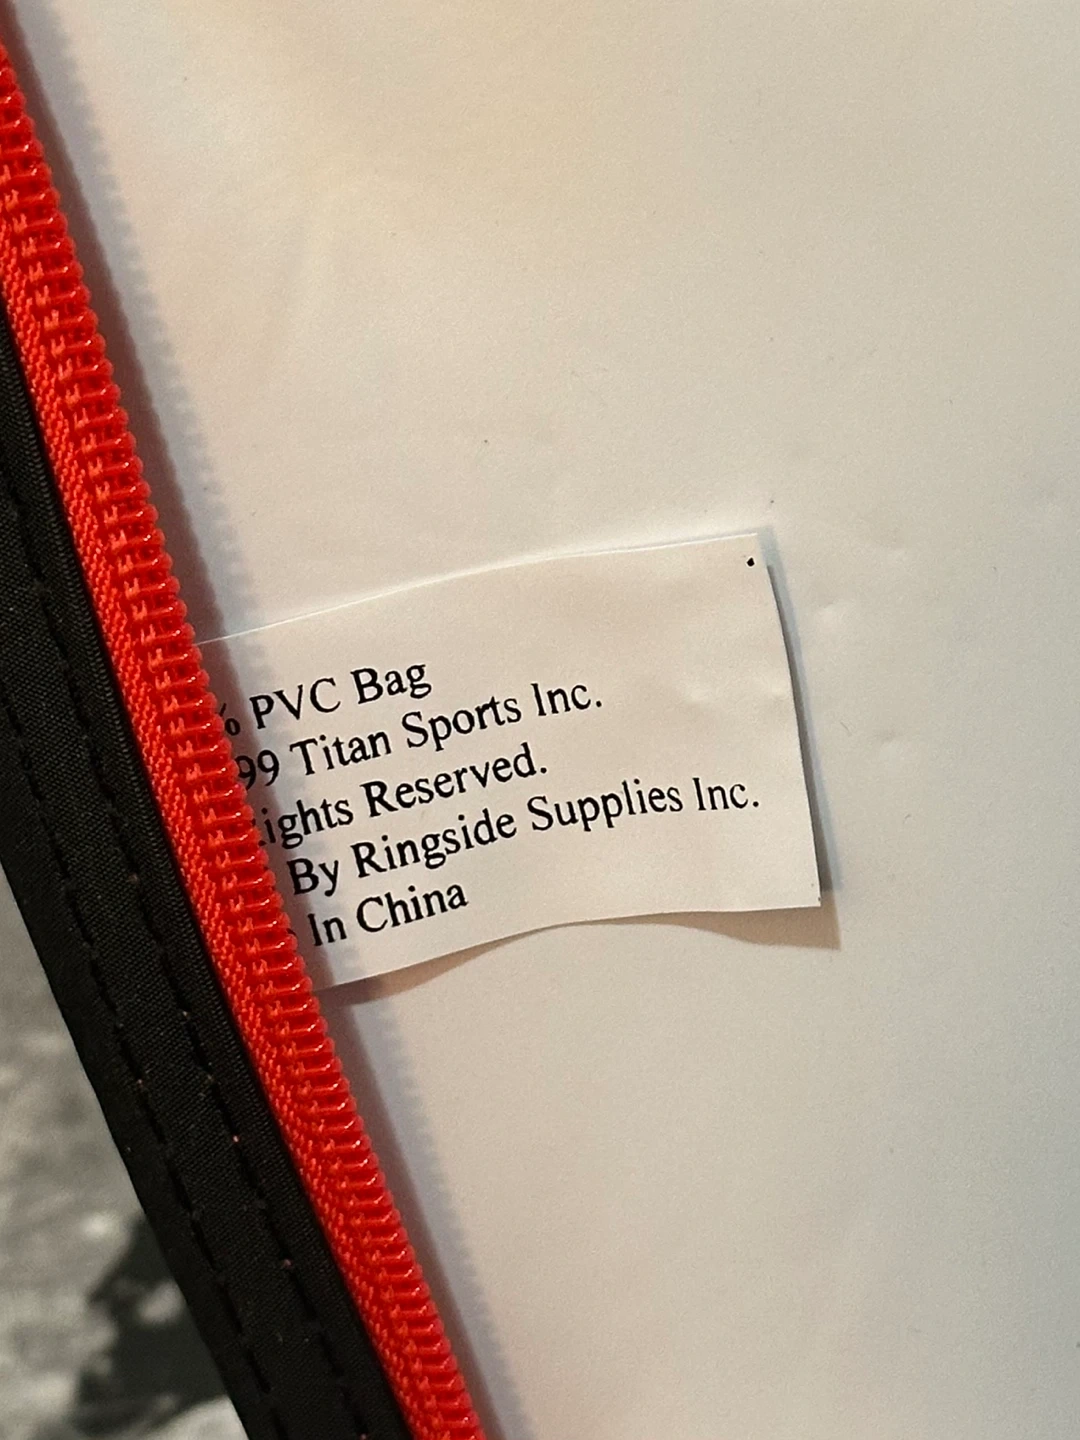 % PVC Bag
99 Titan Sports Inc.
ights Reserved.
By Ringside Supplies Inc.
In China